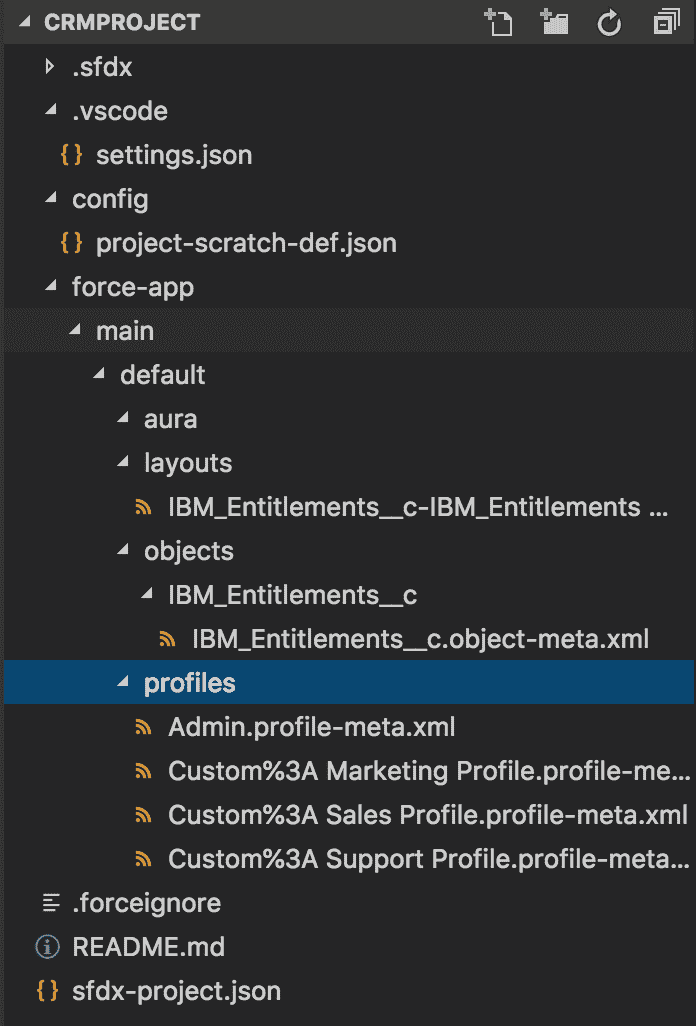 CRMPROJECT
.sfdx
.vscode
{} settings.json
config
{} project-scratch-def.json
force-app
main
default
aura
layouts
IBM_Entitlements__c-IBM_Entitlements ...
objects
IBM_Entitlements__c
IBM_Entitlements__c.object-meta.xml
profiles
Admin.profile-meta.xml
Custom%3A Marketing Profile.profile-me...
Custom%3A Sales Profile.profile-meta.xml
Custom%3A Support Profile.profile-meta...
.forceignore
README.md
{} sfdx-project.json